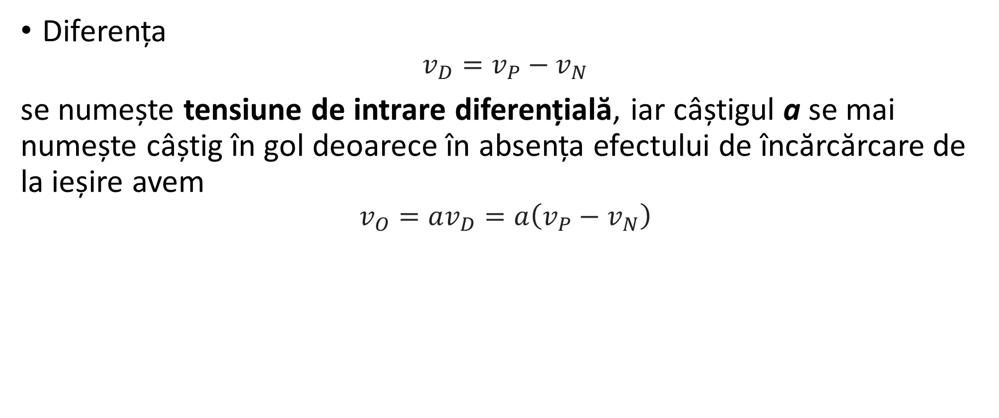 • Diferența
v_D = v_P − v_N
se numește tensiune de intrare diferențială, iar câștigul a se mai
numește câștig în gol deoarece în absența efectului de încărcărcare de
la ieșire avem
v_O = av_D = a(v_P − v_N)